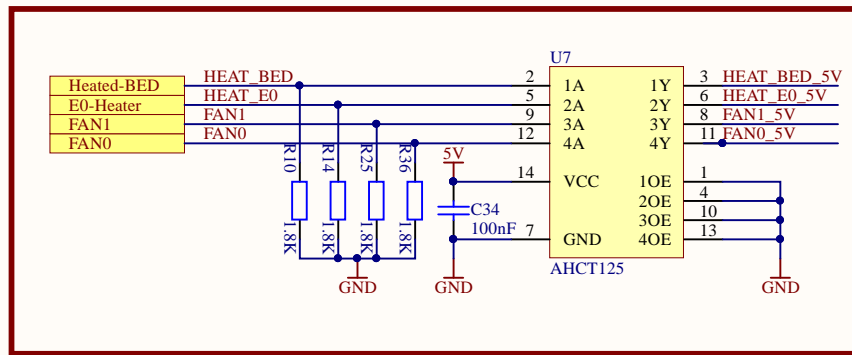 U7
Heated-BED HEAT_BED 2 1A 1Y 3 HEAT_BED_5V
E0-Heater HEAT_E0 5 2A 2Y 6 HEAT_E0_5V
FAN1 FAN1 9 3A 3Y 8 FAN1_5V
FAN0 FAN0 12 4A 4Y 11 FAN0_5V
R10 R14 R25 R36
5V
14 VCC 1OE 1
2OE 4
C34
100nF
3OE 10
7 GND 4OE 13
1.8K 1.8K 1.8K 1.8K
AHCT125
GND GND GND